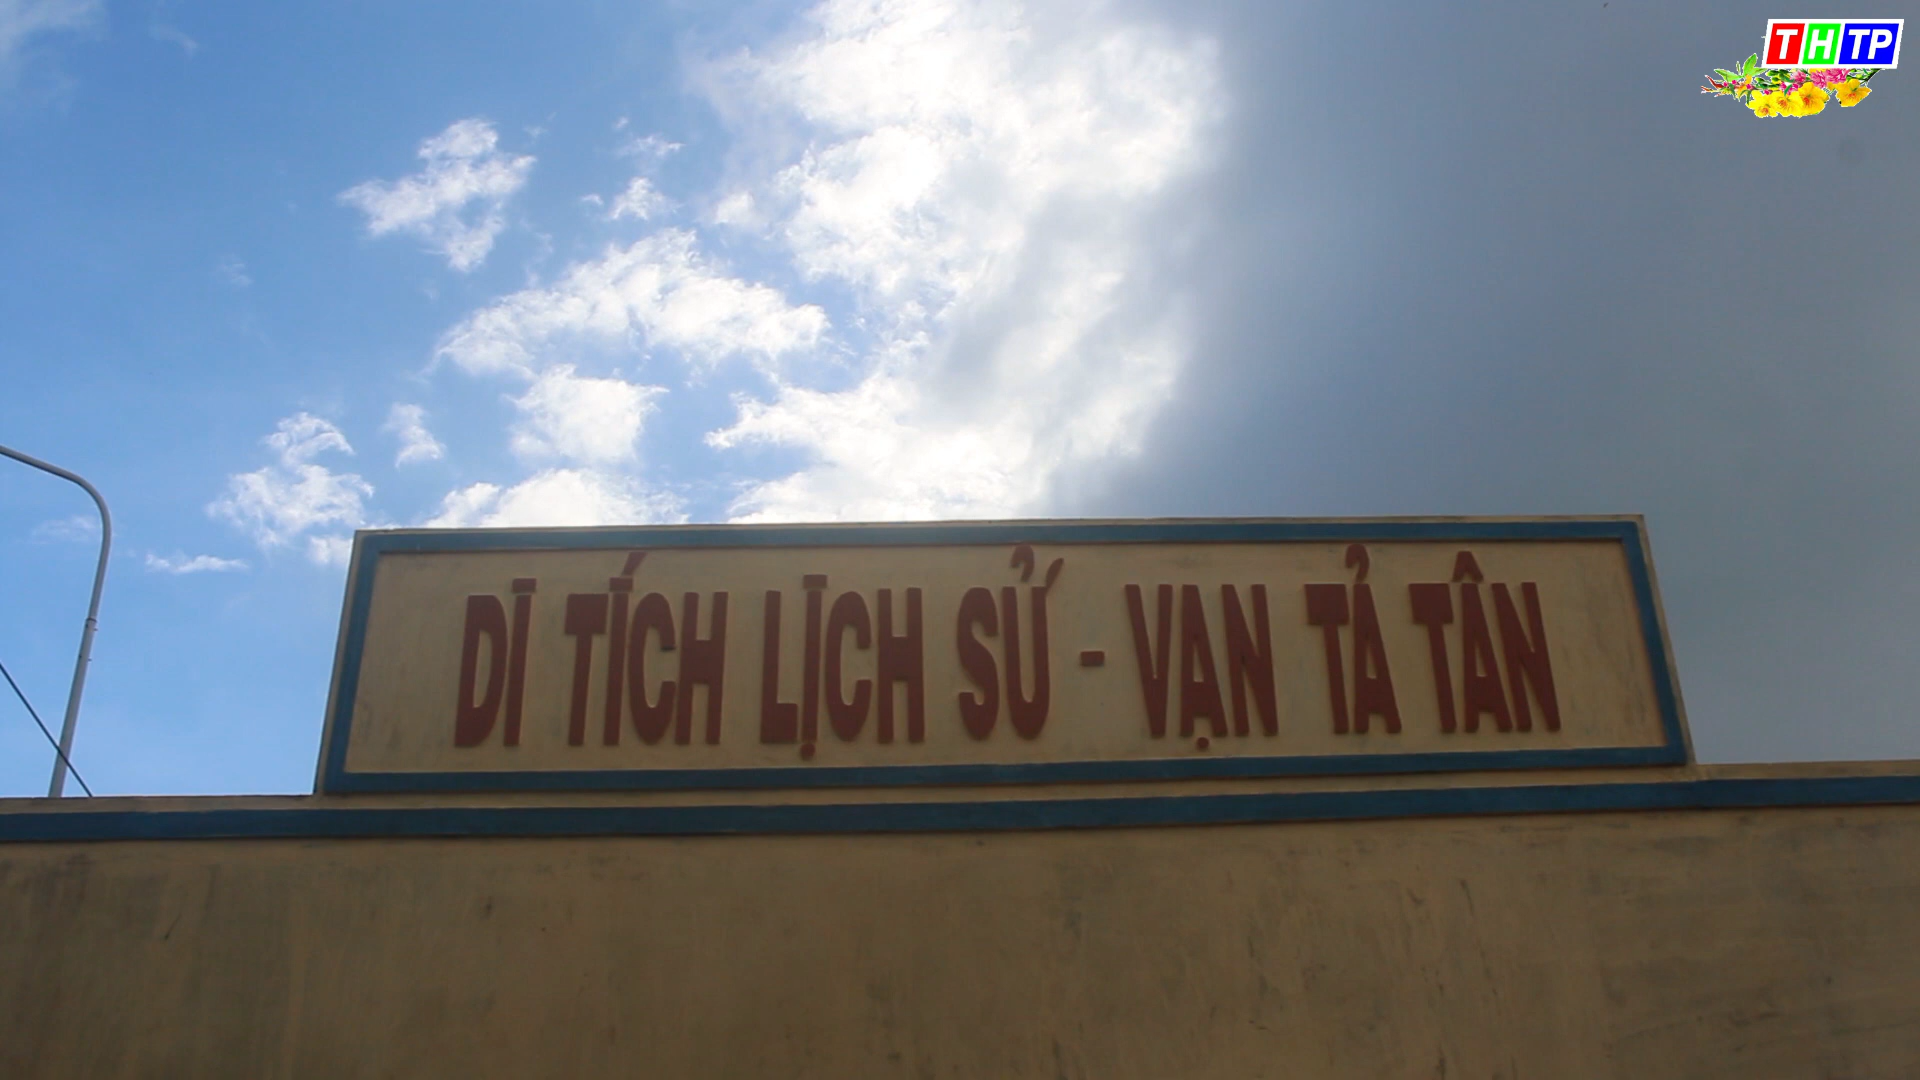 THTP
DI TÍCH LỊCH SỬ - VẠN TẢ TÂN